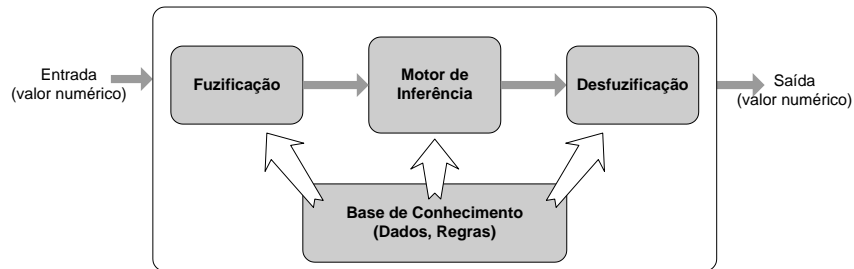 Entrada
(valor numérico)
Fuzificação
Motor de
Inferência
Desfuzificação
Saída
(valor numérico)
Base de Conhecimento
(Dados, Regras)